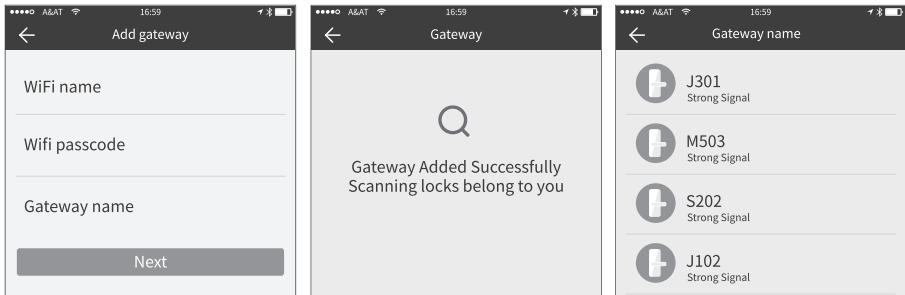 A&AT 16:59
Add gateway
WiFi name
Wifi passcode
Gateway name
Next
A&AT 16:59
Gateway
Gateway Added Successfully
Scanning locks belong to you
A&AT 16:59
Gateway name
J301
Strong Signal
M503
Strong Signal
S202
Strong Signal
J102
Strong Signal